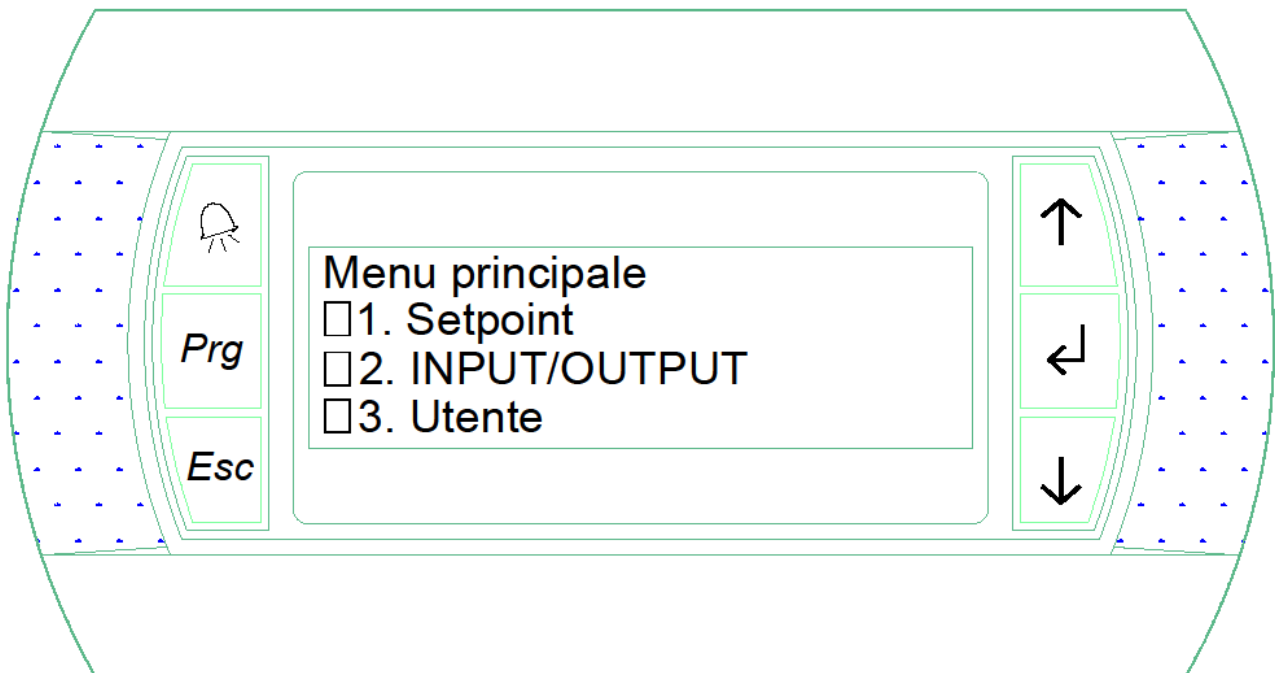 Menu principale
1. Setpoint
Prg
2. INPUT/OUTPUT
3. Utente
Esc